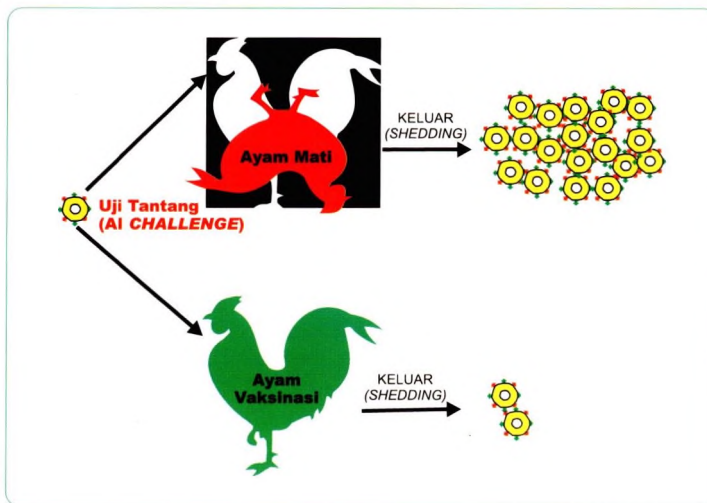 KELUAR
(SHEDDING)
Ayam Mati
Uji Tantang
(AI CHALLENGE)
Ayam
Vaksinasi
KELUAR
(SHEDDING)